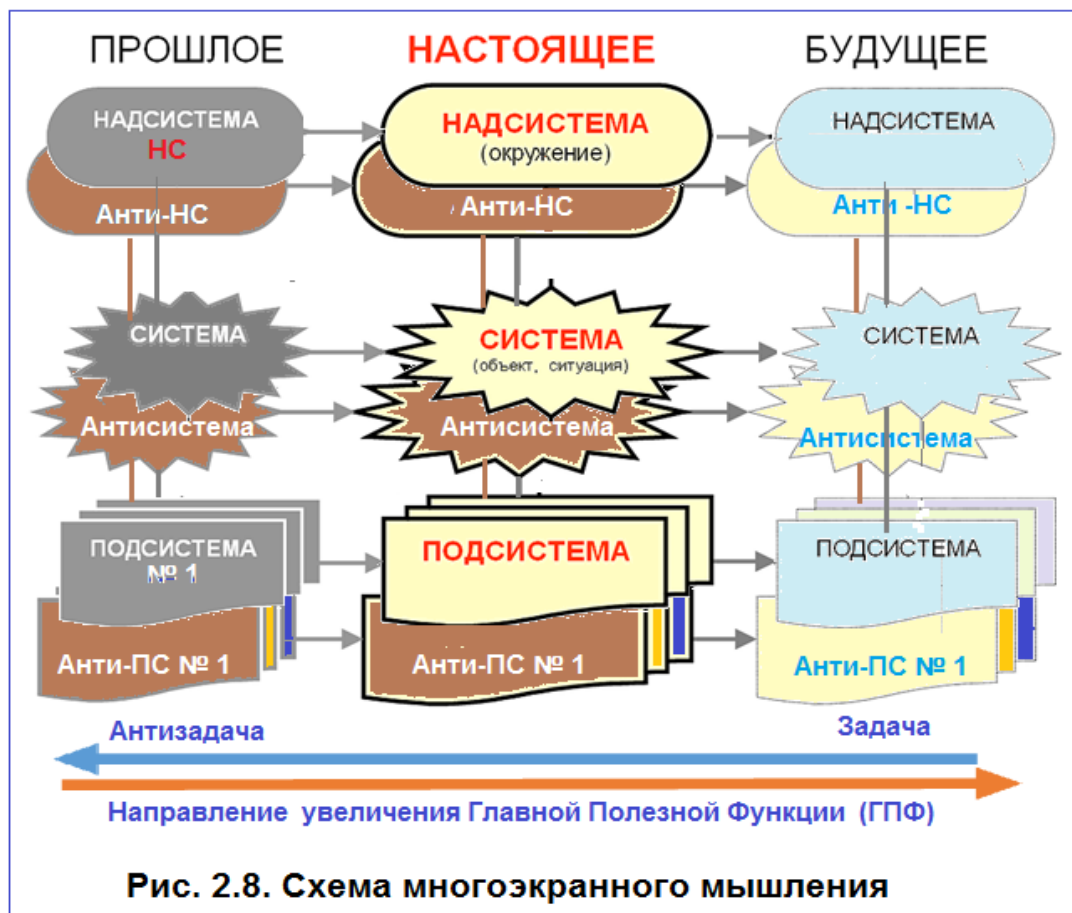 ПРОШЛОЕ НАСТОЯЩЕЕ БУДУЩЕЕ
НАДСИСТЕМА
НС
НАДСИСТЕМА
(окружение)
НАДСИСТЕМА
Анти-НС
Анти-НС
Анти -НС
СИСТЕМА
СИСТЕМА
(объект, ситуация)
СИСТЕМА
Антисистема
Антисистема
Антисистема
ПОДСИСТЕМА
№ 1
ПОДСИСТЕМА
ПОДСИСТЕМА
Анти-ПС № 1
Анти-ПС № 1
Анти-ПС № 1
Антизадача
Задача
Направление увеличения Главной Полезной Функции (ГПФ)
Рис. 2.8. Схема многоэкранного мышления